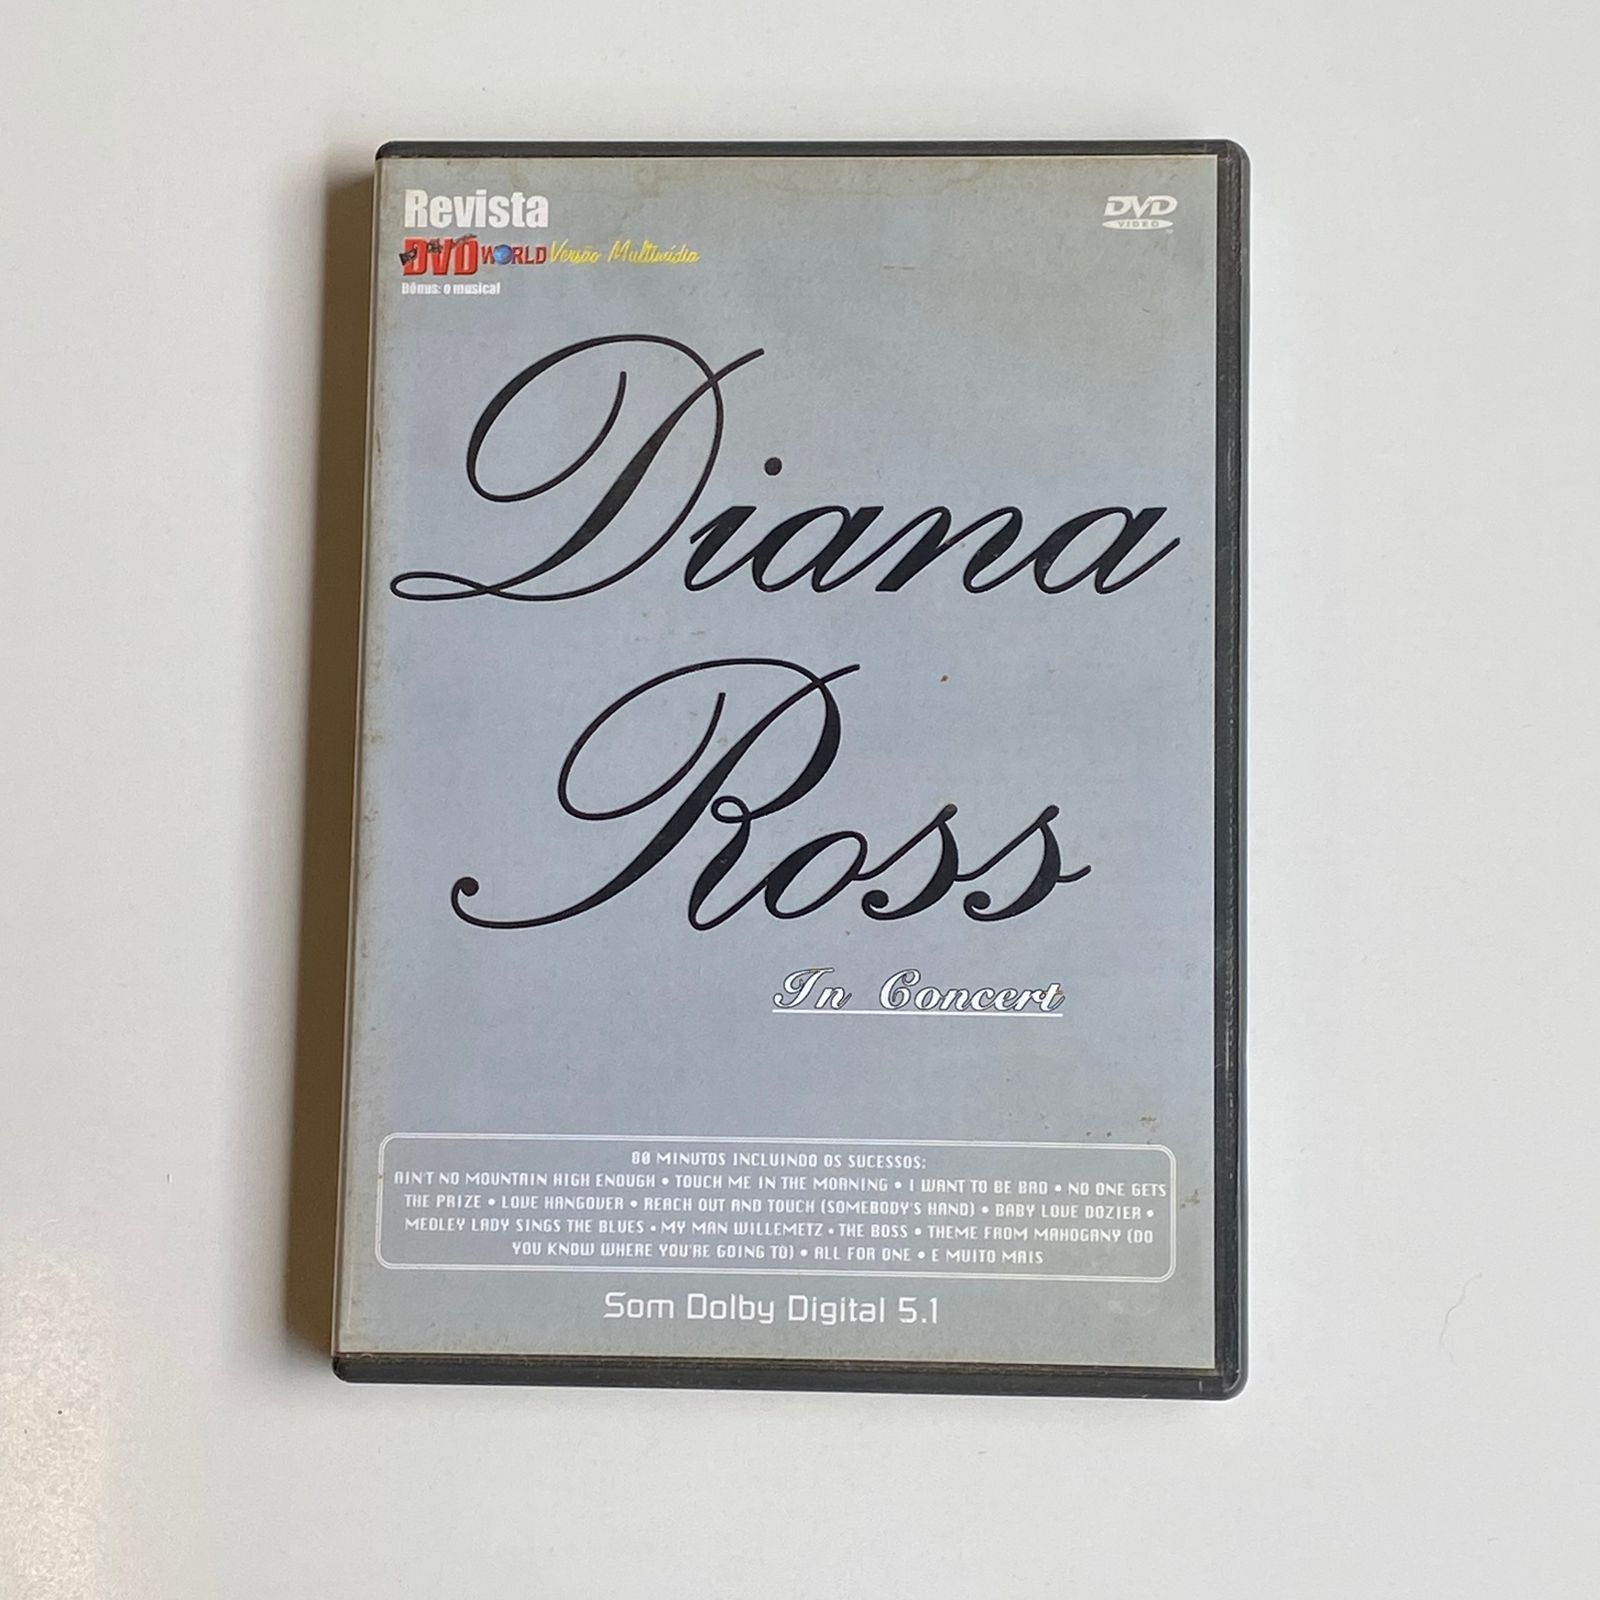 Revista
DVD WORLD Versão Multimídia
Bônus: o musical
DVD
VIDEO
Diana
Ross
In Concert
80 MINUTOS INCLUINDO OS SUCESSOS:
AIN'T NO MOUNTAIN HIGH ENOUGH • TOUCH ME IN THE MORNING • I WANT TO BE BAD • NO ONE GETS
THE PRIZE • LOVE HANGOVER • REACH OUT AND TOUCH (SOMEBODY'S HAND) • BABY LOVE DOZIER •
MEDLEY LADY SINGS THE BLUES • MY MAN WILLEMETZ • THE BOSS • THEME FROM MAHOGANY (DO
YOU KNOW WHERE YOU'RE GOING TO) • ALL FOR ONE • E MUITO MAIS
Som Dolby Digital 5.1